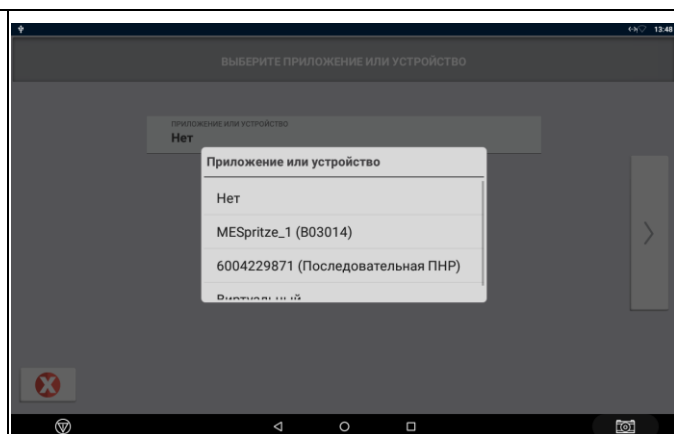 13:48
ВЫБЕРИТЕ ПРИЛОЖЕНИЕ ИЛИ УСТРОЙСТВО
ПРИЛОЖЕНИЕ ИЛИ УСТРОЙСТВО
Нет
Приложение или устройство
Нет
MESpritze_1 (B03014)
6004229871 (Последовательная ПНР)
Виртуальный